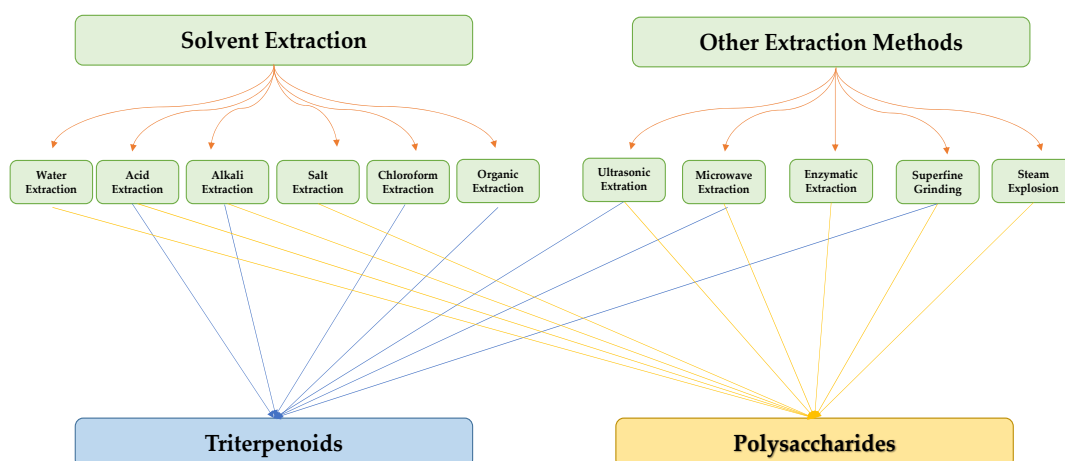 Solvent Extraction
Other Extraction Methods
Water
Extraction
Acid
Extraction
Alkali
Extraction
Salt
Extraction
Chloroform
Extraction
Organic
Extraction
Ultrasonic
Extration
Microwave
Extraction
Enzymatic
Extraction
Superfine
Grinding
Steam
Explosion
Triterpenoids
Polysaccharides